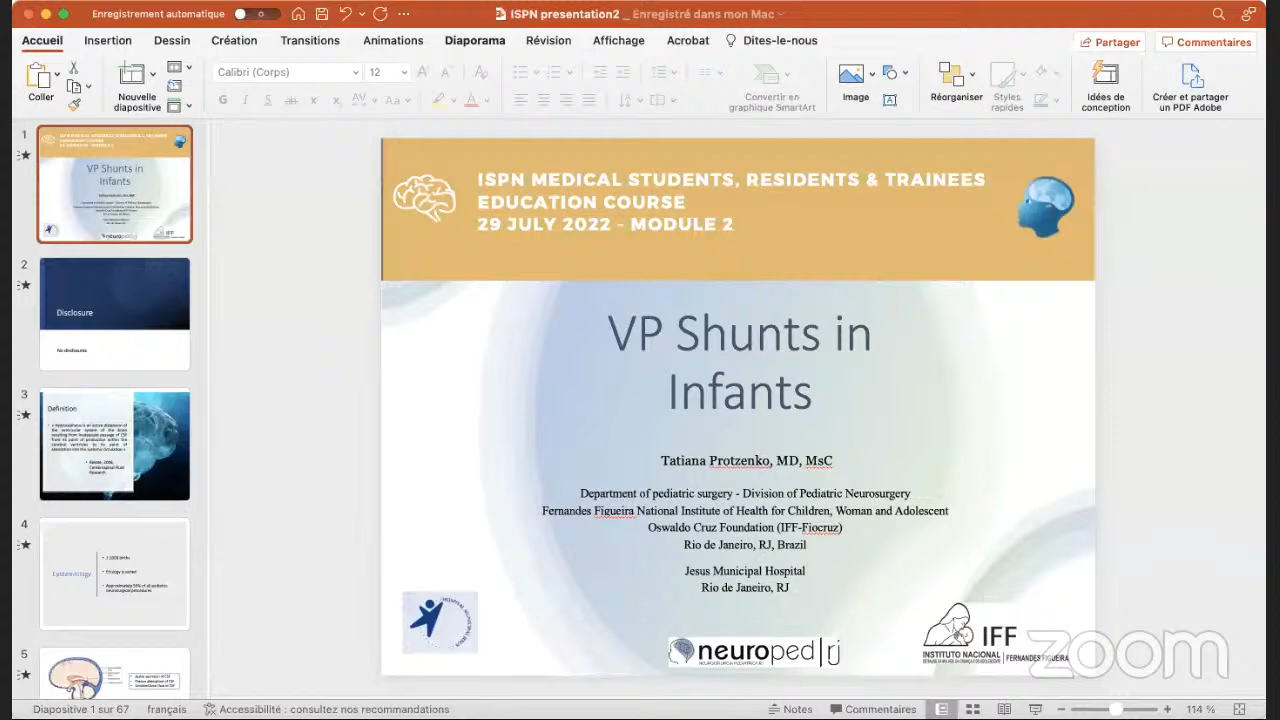 Enregistrement automatique
ISPN presentation2 _ Enregistré dans mon Mac
Accueil Insertion Dessin Création Transitions Animations Diaporama Révision Affichage Acrobat Dites-le-nous
Partager Commentaires
Calibri (Corps) 12
Coller
Nouvelle
diapositive
Convertir en
graphique SmartArt
Image
Réorganiser
Styles
rapides
Idées de
conception
Créer et partager
un PDF Adobe
1
VP Shunts in
Infants
2
Disclosure
No disclosures
3
Definition
4
Epidemiology
5
ISPN MEDICAL STUDENTS, RESIDENTS & TRAINEES
EDUCATION COURSE
29 JULY 2022 - MODULE 2
VP Shunts in
Infants
Tatiana Protzenko, MD, MsC
Department of pediatric surgery - Division of Pediatric Neurosurgery
Fernandes Figueira National Institute of Health for Children, Woman and Adolescent
Oswaldo Cruz Foundation (IFF-Fiocruz)
Rio de Janeiro, RJ, Brazil
Jesus Municipal Hospital
Rio de Janeiro, RJ
neuroped|rj
IFF
INSTITUTO NACIONAL FERNANDES FIGUEIRA
zoom
Diapositive 1 sur 67 français Accessibilité : consultez nos recommandations Notes Commentaires 114 %